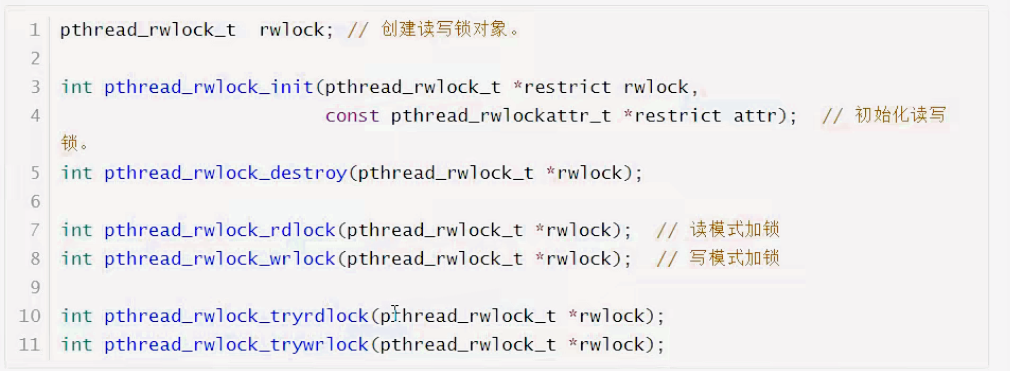 1 pthread_rwlock_t  rwlock; // 创建读写锁对象。
2
3 int pthread_rwlock_init(pthread_rwlock_t *restrict rwlock,
4                         const pthread_rwlockattr_t *restrict attr);  // 初始化读写
锁。
5 int pthread_rwlock_destroy(pthread_rwlock_t *rwlock);
6
7 int pthread_rwlock_rdlock(pthread_rwlock_t *rwlock);  // 读模式加锁
8 int pthread_rwlock_wrlock(pthread_rwlock_t *rwlock);  // 写模式加锁
9
10 int pthread_rwlock_tryrdlock(pthread_rwlock_t *rwlock);
11 int pthread_rwlock_trywrlock(pthread_rwlock_t *rwlock);